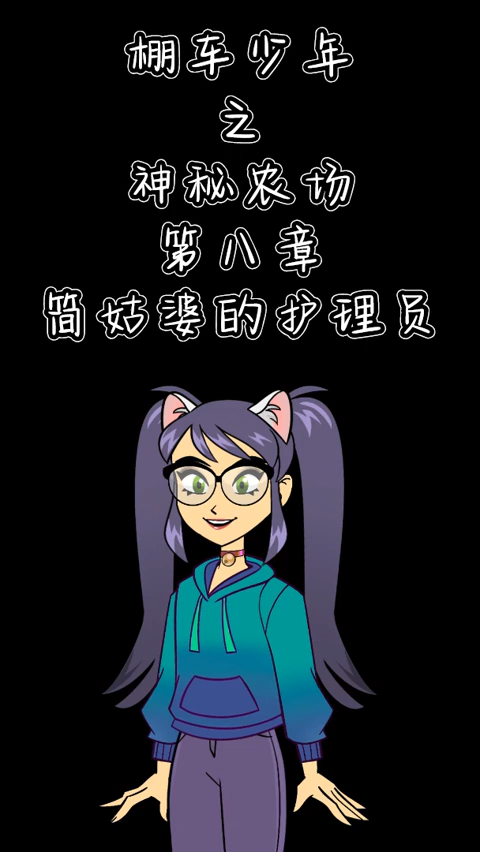 棚车少年
之
神秘农场
第八章
简姑婆的护理员